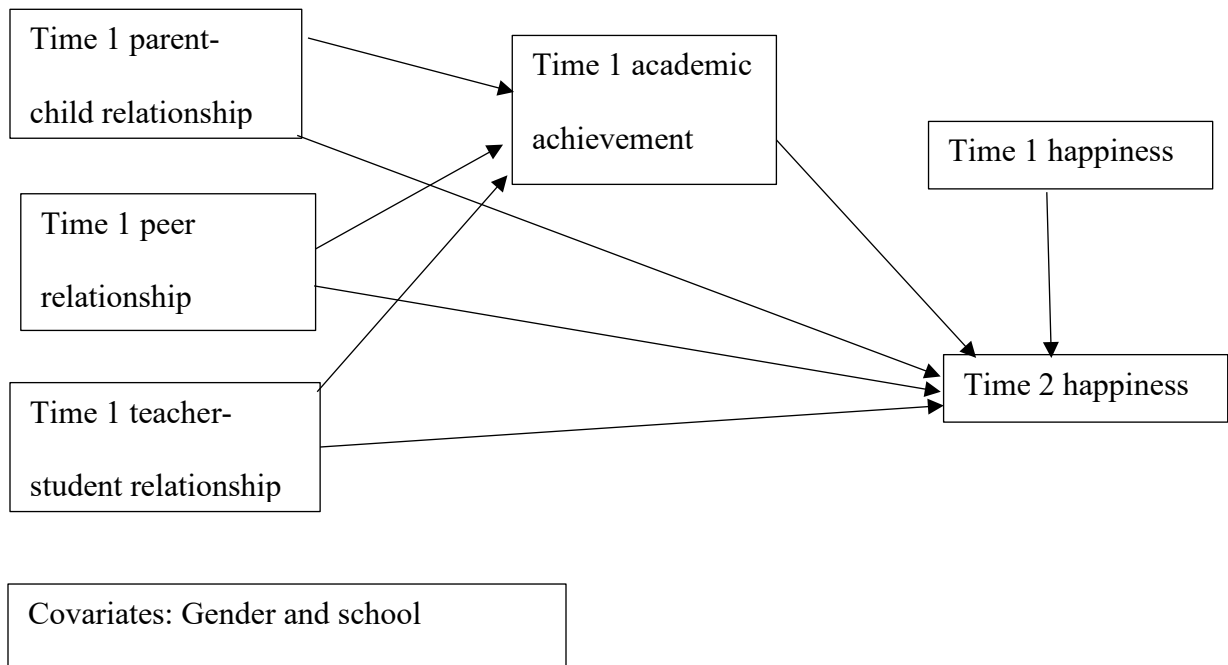 Time 1 parent-
child relationship
Time 1 academic
achievement
Time 1 happiness
Time 1 peer
relationship
Time 2 happiness
Time 1 teacher-
student relationship
Covariates: Gender and school